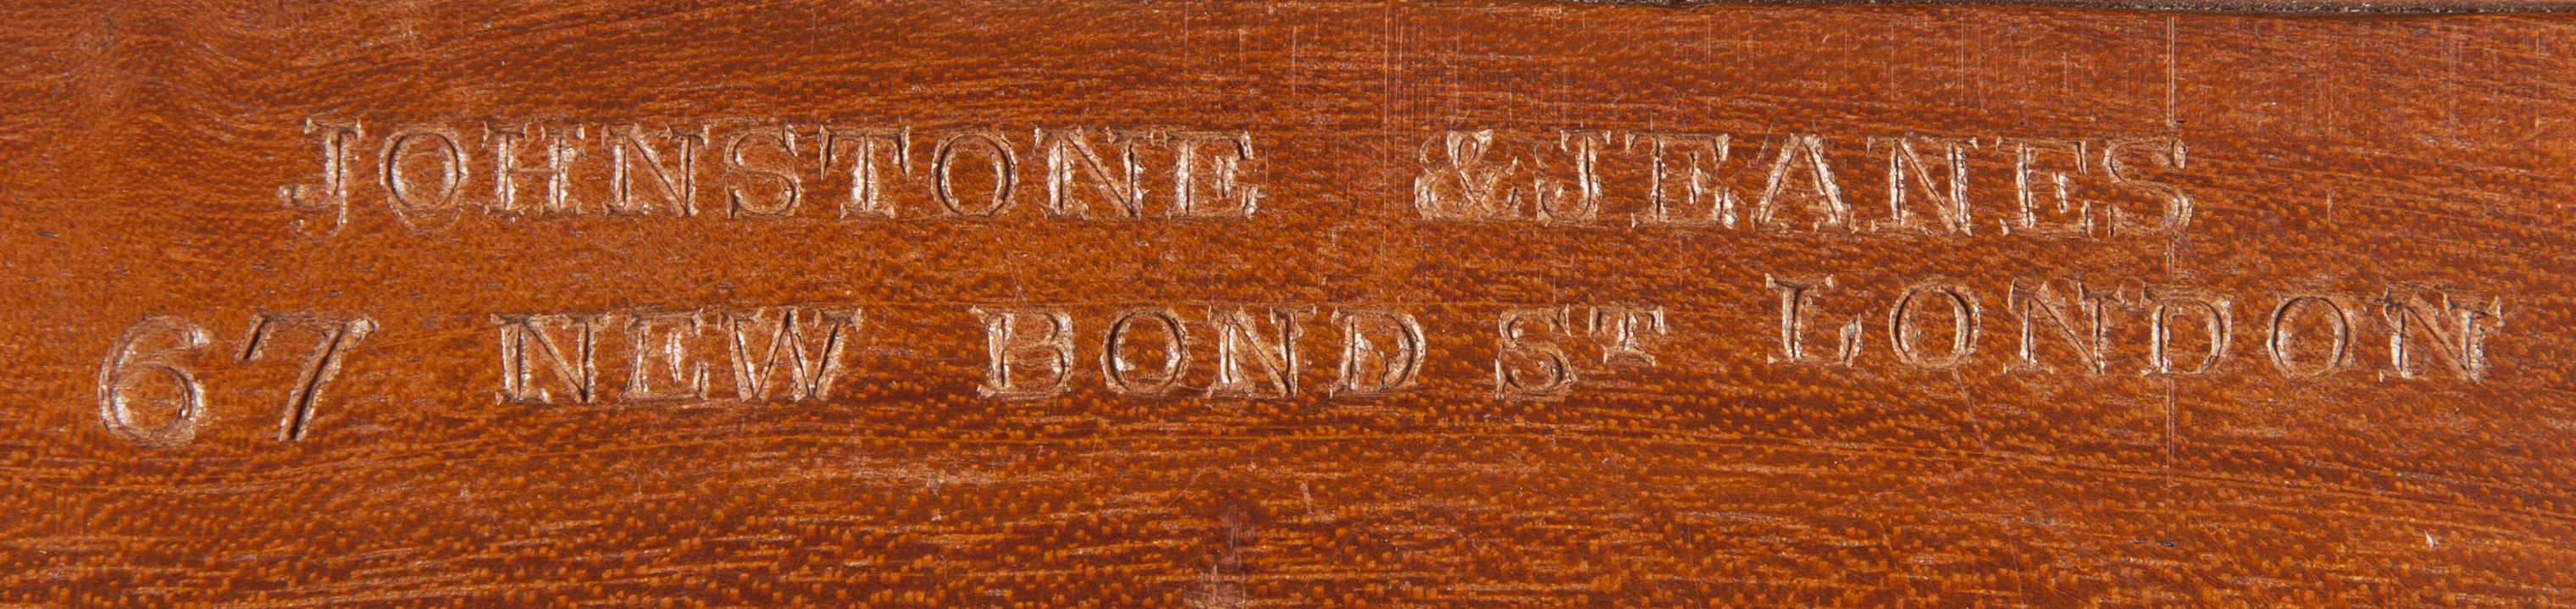 JOHNSTONE & JEANES
67 NEW BOND ST LONDON